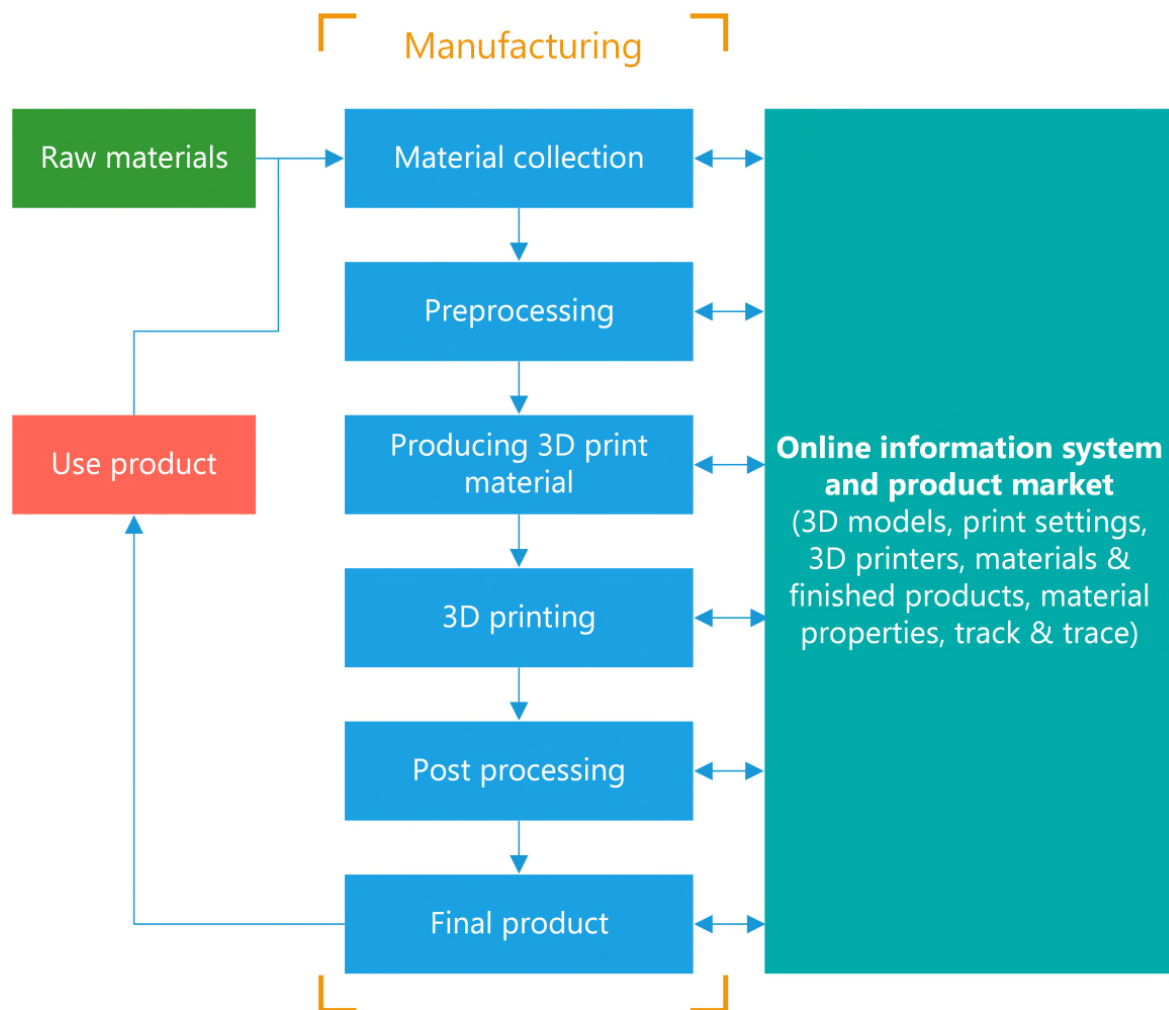 Manufacturing
Raw materials
Material collection
Preprocessing
Use product
Producing 3D print
material
3D printing
Post processing
Final product
Online information system
and product market
(3D models, print settings,
3D printers, materials &
finished products, material
properties, track & trace)